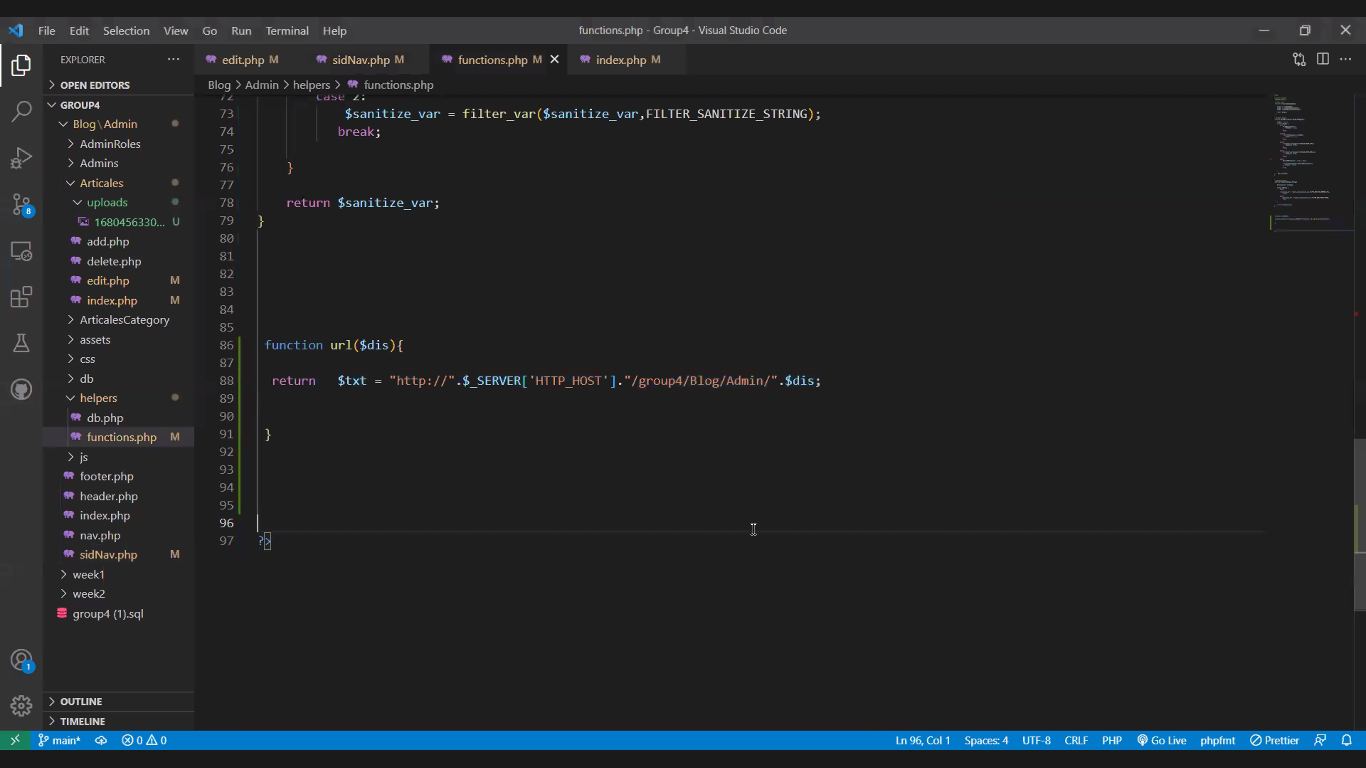 File Edit Selection View Go Run Terminal Help
functions.php - Group4 - Visual Studio Code
EXPLORER
edit.php M
sidNav.php M
functions.php M
index.php M
OPEN EDITORS
Blog > Admin > helpers > functions.php
GROUP4
Blog\Admin
AdminRoles
Admins
Articales
uploads
1680456330... U
add.php
delete.php
edit.php M
index.php M
ArticalesCategory
assets
css
db
helpers
db.php
functions.php M
js
footer.php
header.php
index.php
nav.php
sidNav.php M
week1
week2
group4 (1).sql
OUTLINE
TIMELINE
8
1
72 case 2:
73 $sanitize_var = filter_var($sanitize_var,FILTER_SANITIZE_STRING);
74 break;
75
76 }
77
78 return $sanitize_var;
79 }
80
81
82
83
84
85
86 function url($dis){
87
88 return $txt = "http://".$_SERVER['HTTP_HOST']."/group4/Blog/Admin/".$dis;
89
90
91 }
92
93
94
95
96
97 ?>
main* 0 0 Ln 96, Col 1 Spaces: 4 UTF-8 CRLF PHP Go Live phpfmt Prettier